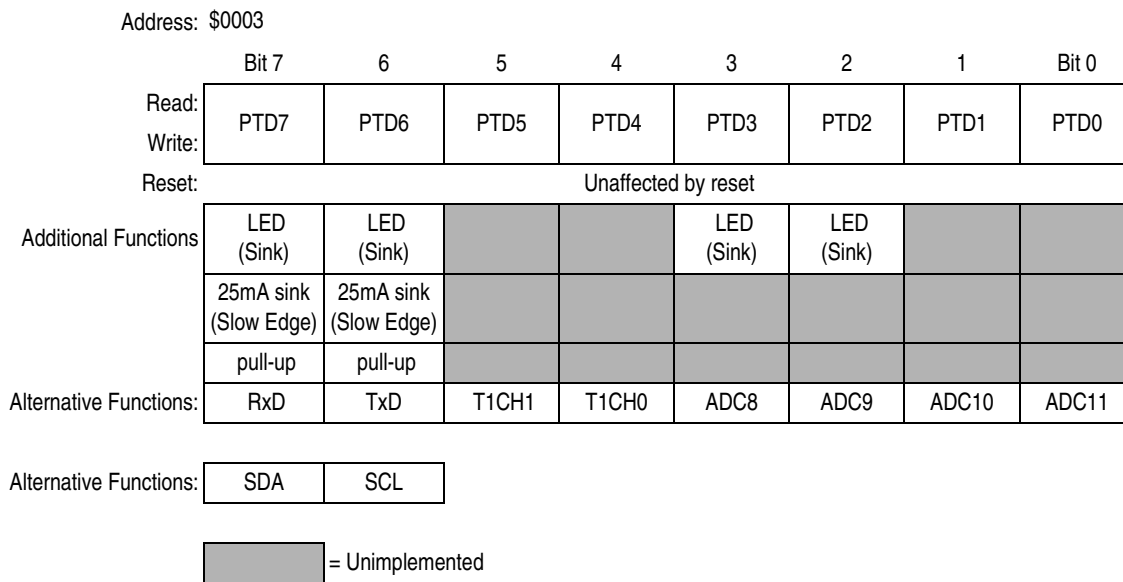 Address: $0003
Bit 7 6 5 4 3 2 1 Bit 0
Read:
PTD7 PTD6 PTD5 PTD4 PTD3 PTD2 PTD1 PTD0
Write:
Reset: Unaffected by reset
Additional Functions
LED LED LED LED
(Sink) (Sink) (Sink) (Sink)
25mA sink 25mA sink
(Slow Edge) (Slow Edge)
pull-up pull-up
Alternative Functions: RxD TxD T1CH1 T1CH0 ADC8 ADC9 ADC10 ADC11
Alternative Functions: SDA SCL
= Unimplemented